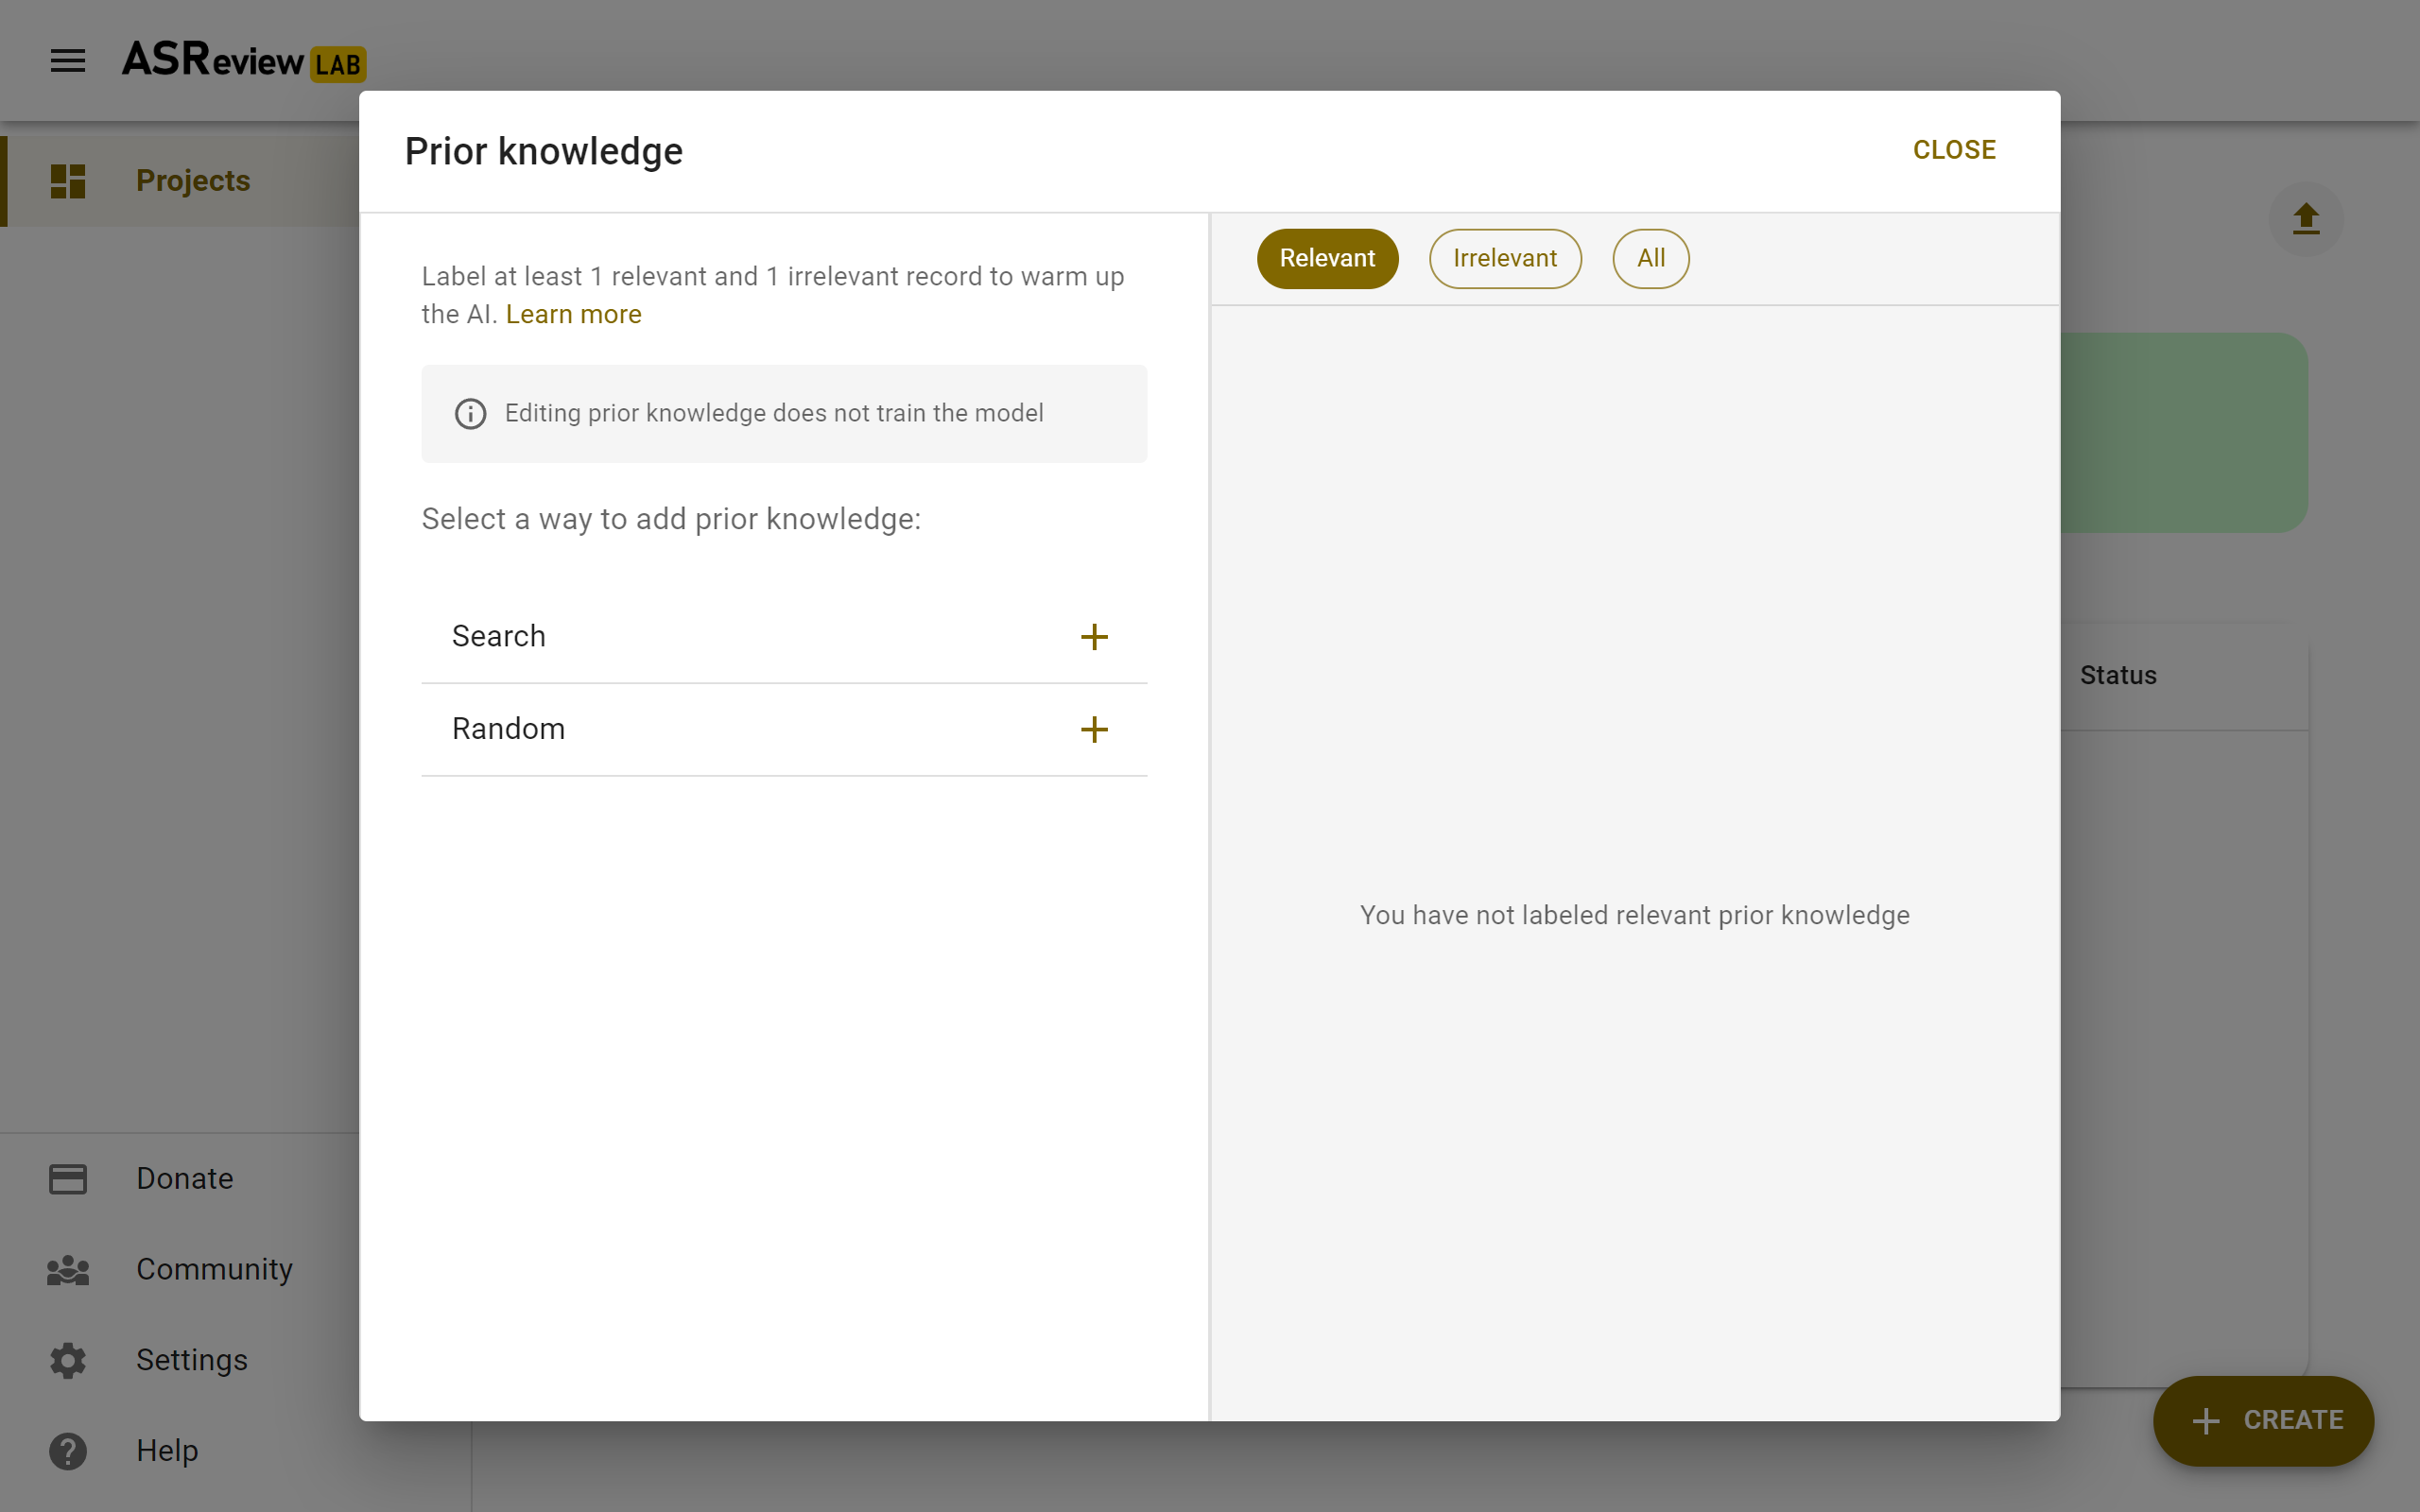 ASReview LAB
Projects
Donate
Community
Settings
Help
Prior knowledge
CLOSE
Label at least 1 relevant and 1 irrelevant record to warm up
the AI. Learn more
Editing prior knowledge does not train the model
Select a way to add prior knowledge:
Search
Random
Relevant
Irrelevant
All
You have not labeled relevant prior knowledge
Status
CREATE